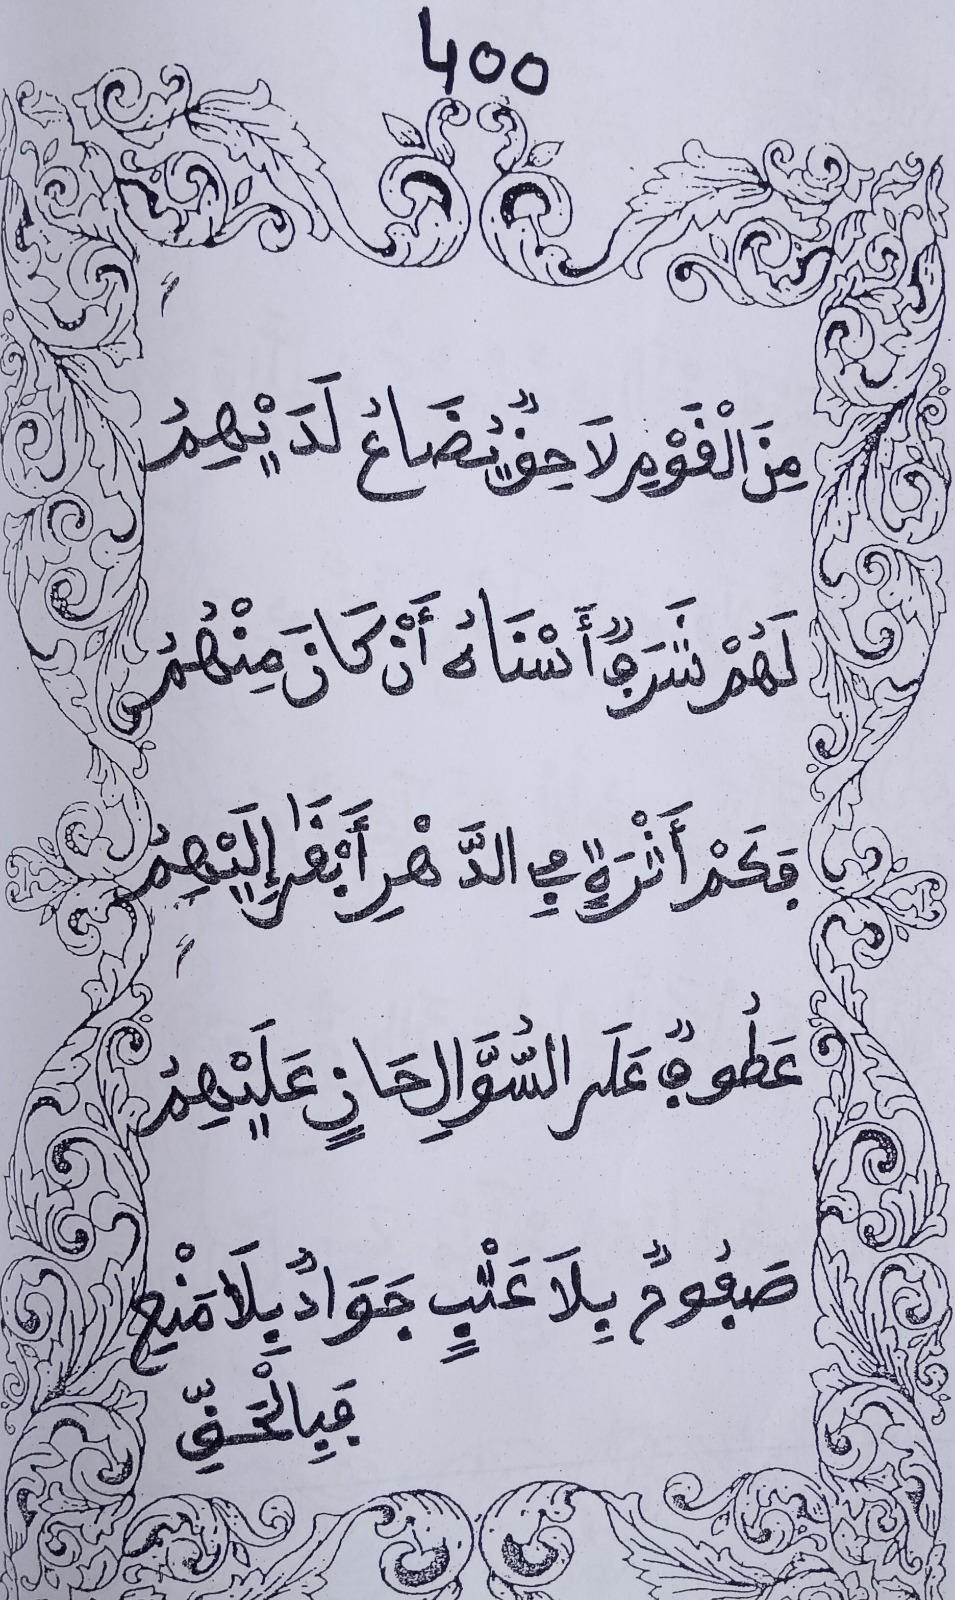 400
مِنَ الْقَوْمِ لَا حِقٌّ يُضَاعُ لَدَيْهِمُ
لَهُمْ شَرَفٌ أَسْنَاهُ أَنْ كَانَ مِنْهُمُ
فَكَمْ أَثْرَةٍ فِي الدَّهْرِ أَبْقَى إِلَيْهِمُ
عَطُوفٌ عَلَى السُّوَّالِ حَانٍ عَلَيْهِمُ
صَفُوحٌ بِلَا عَتْبٍ جَوَادٌ بِلَا مَنْعِ
فَبِالْحَقِّ